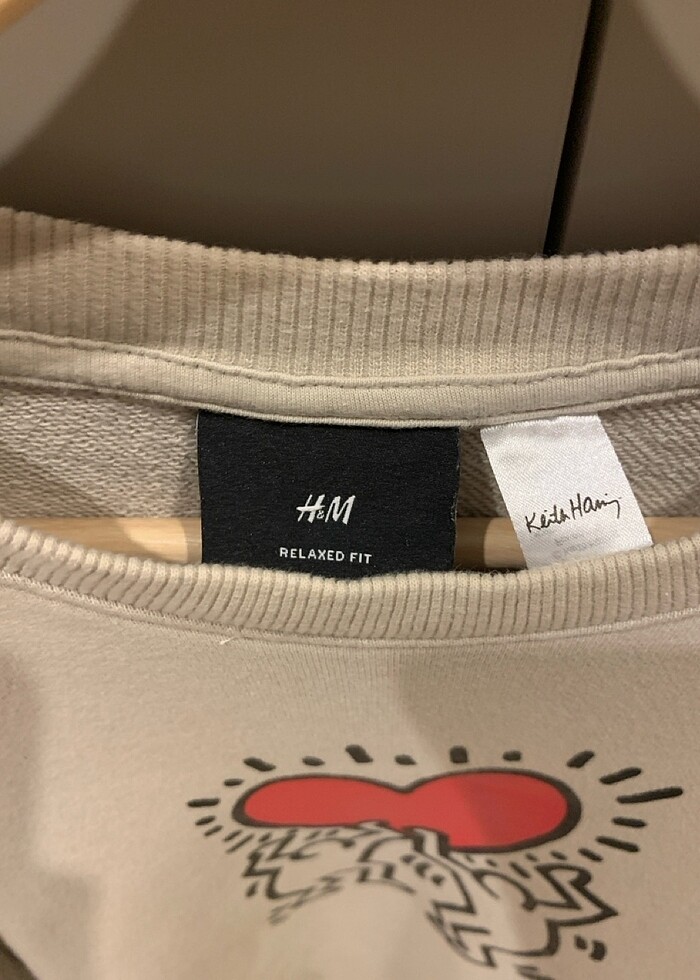 H&M
RELAXED FIT
Keith Haring